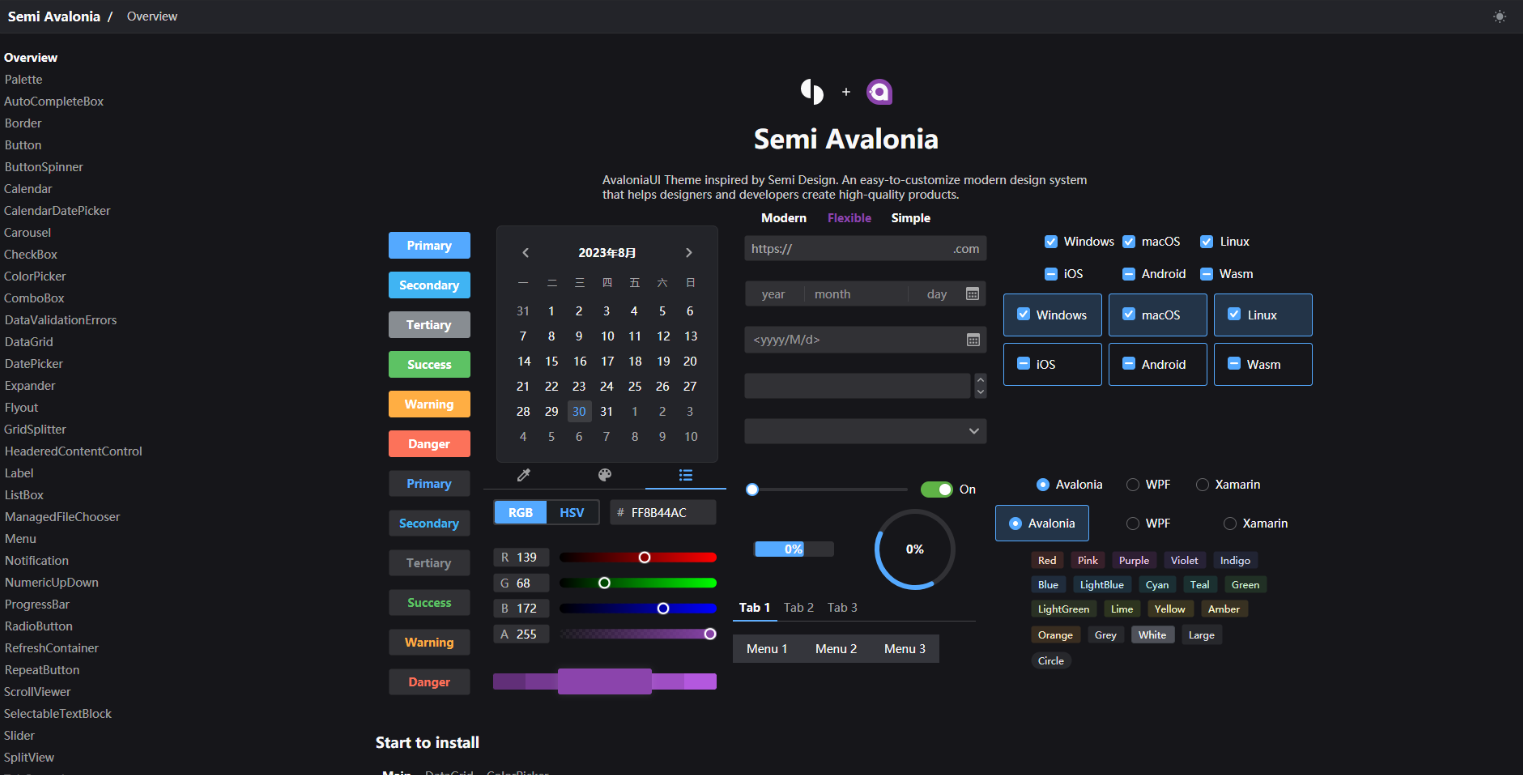 Semi Avalonia / Overview
Overview
Palette
AutoCompleteBox
Border
Button
ButtonSpinner
Calendar
CalendarDatePicker
Carousel
CheckBox
ColorPicker
ComboBox
DataValidationErrors
DataGrid
DatePicker
Expander
Flyout
GridSplitter
HeaderedContentControl
Label
ListBox
ManagedFileChooser
Menu
Notification
NumericUpDown
ProgressBar
RadioButton
RefreshContainer
RepeatButton
ScrollViewer
SelectableTextBlock
Slider
SplitView
+
Semi Avalonia
AvaloniaUI Theme inspired by Semi Design. An easy-to-customize modern design system
that helps designers and developers create high-quality products.
Modern Flexible Simple
Primary
Secondary
Tertiary
Success
Warning
Danger
Primary
Secondary
Tertiary
Success
Warning
Danger
2023年8月
一 二 三 四 五 六 日
31 1 2 3 4 5 6
7 8 9 10 11 12 13
14 15 16 17 18 19 20
21 22 23 24 25 26 27
28 29 30 31 1 2 3
4 5 6 7 8 9 10
RGB HSV # FF8B44AC
R 139
G 68
B 172
A 255
https:// .com
year month day
<yyyy/M/d>
On
0% 0%
Tab 1 Tab 2 Tab 3
Menu 1 Menu 2 Menu 3
Windows macOS Linux
iOS Android Wasm
Windows macOS Linux
iOS Android Wasm
Avalonia WPF Xamarin
Avalonia WPF Xamarin
Red Pink Purple Violet Indigo
Blue LightBlue Cyan Teal Green
LightGreen Lime Yellow Amber
Orange Grey White Large
Circle
Start to install
Main DataGrid ColorPicker